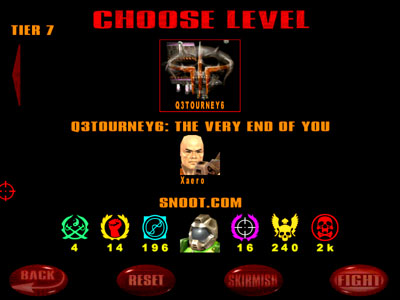 CHOOSE LEVEL
TIER 7
Q3TOURNEY6
Q3TOURNEY6: THE VERY END OF YOU
Xaero
SNOOT.COM
4 14 196 16 240 2k
BACK RESET SKIRMISH FIGHT